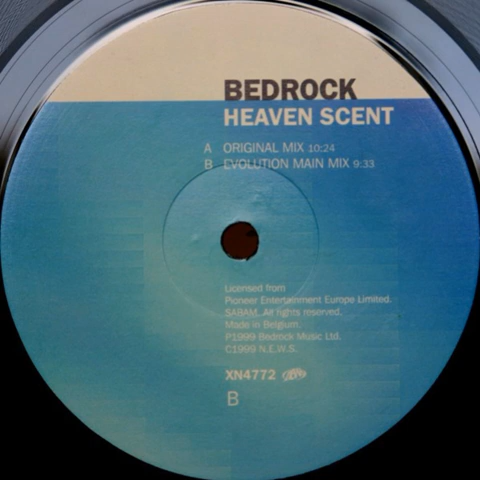 BEDROCK
HEAVEN SCENT
A ORIGINAL MIX 10:24
B EVOLUTION MAIN MIX 9:33
Licensed from
Pioneer Entertainment Europe Limited.
SABAM. All rights reserved.
Made in Belgium.
P1999 Bedrock Music Ltd.
C1999 N.E.W.S.
XN4772
B